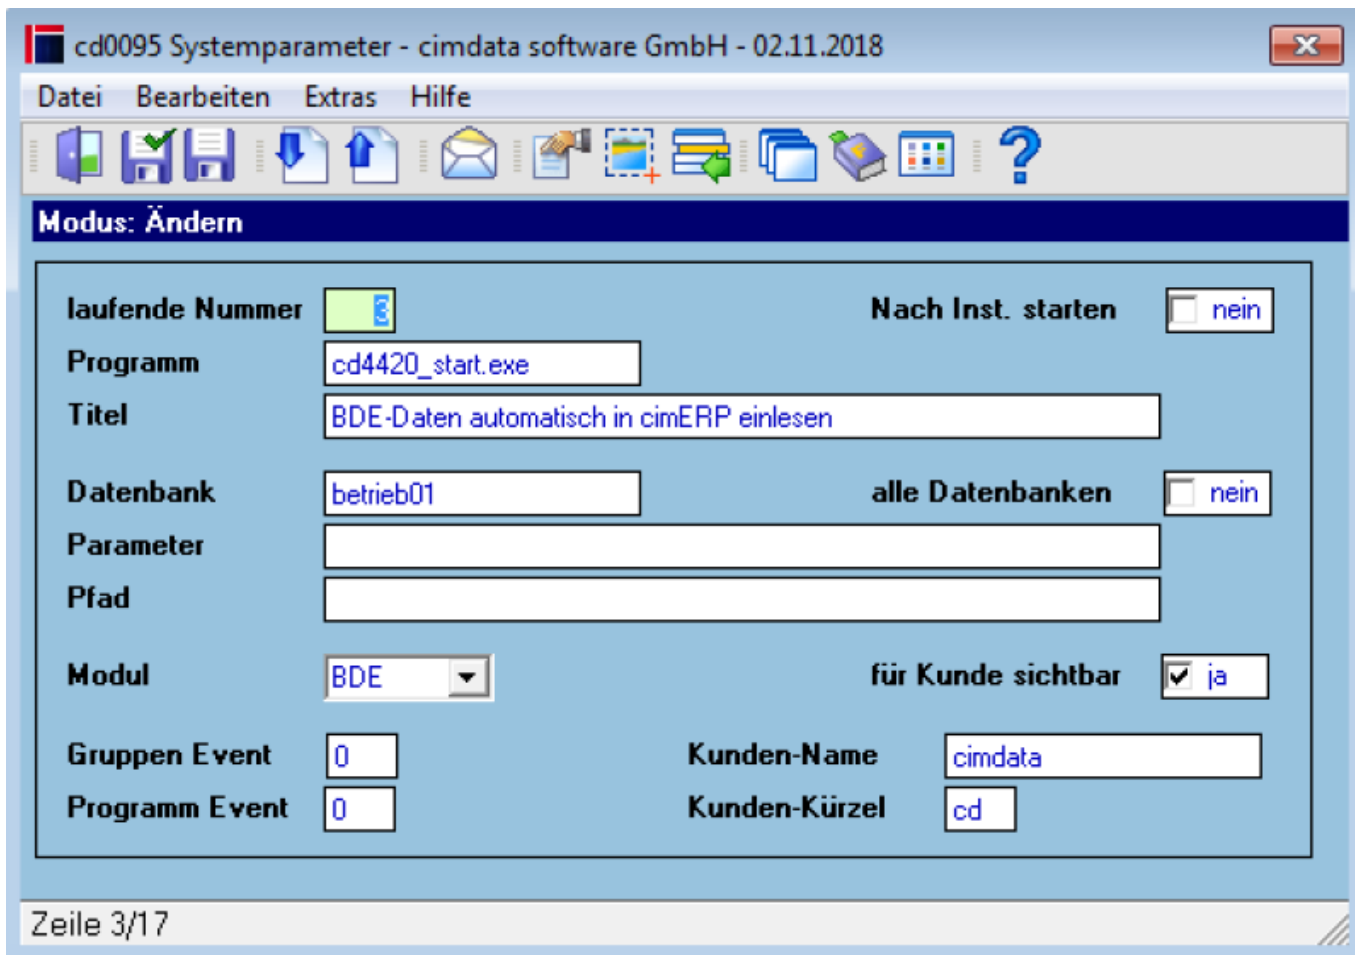 cd0095 Systemparameter - cimdata software GmbH - 02.11.2018
Datei Bearbeiten Extras Hilfe
Modus: Ändern
laufende Nummer 3 Nach Inst. starten nein
Programm cd4420_start.exe
Titel BDE-Daten automatisch in cimERP einlesen
Datenbank betrieb01 alle Datenbanken nein
Parameter
Pfad
Modul BDE für Kunde sichtbar ja
Gruppen Event 0 Kunden-Name cimdata
Programm Event 0 Kunden-Kürzel cd
Zeile 3/17